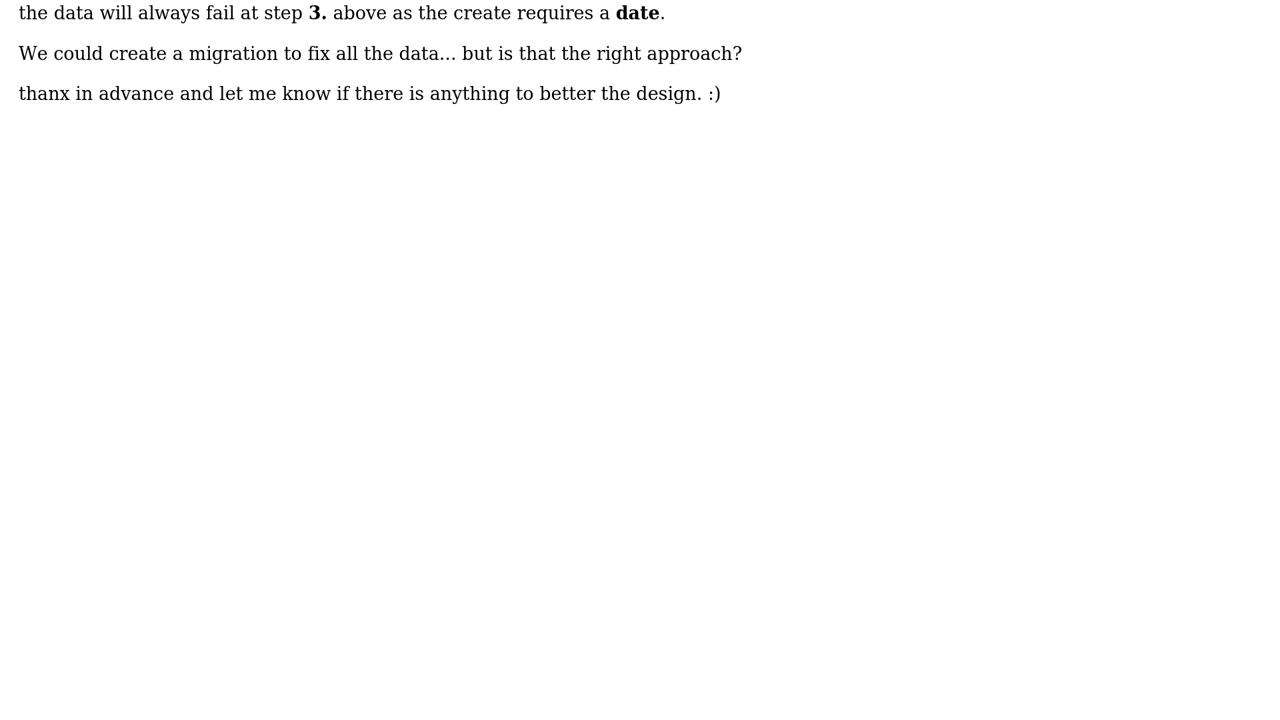 the data will always fail at step 3. above as the create requires a date.
We could create a migration to fix all the data... but is that the right approach?
thanx in advance and let me know if there is anything to better the design. :)